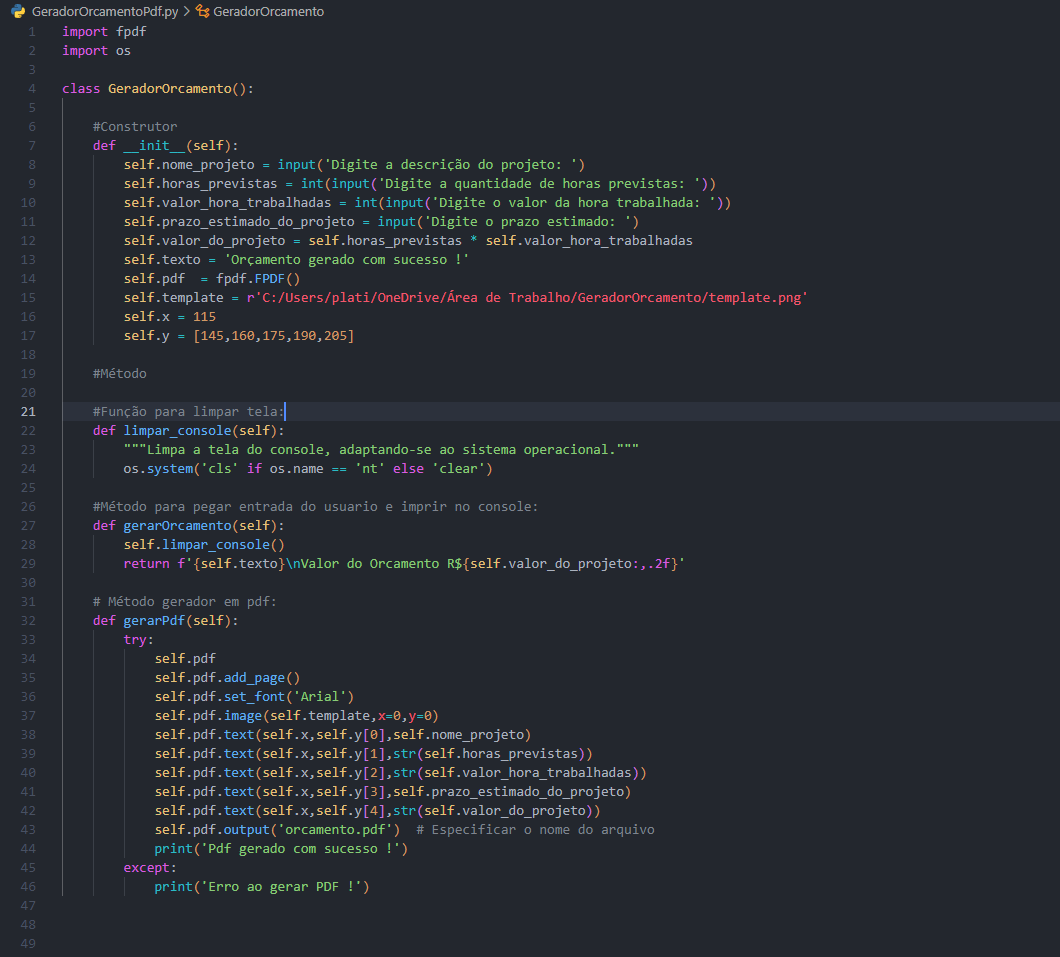 GeradorOrcamentoPdf.py > GeradorOrcamento
1 import fpdf
2 import os
3
4 class GeradorOrcamento():
5
6     #Construtor
7     def __init__(self):
8         self.nome_projeto = input('Digite a descrição do projeto: ')
9         self.horas_previstas = int(input('Digite a quantidade de horas previstas: '))
10         self.valor_hora_trabalhadas = int(input('Digite o valor da hora trabalhada: '))
11         self.prazo_estimado_do_projeto = input('Digite o prazo estimado: ')
12         self.valor_do_projeto = self.horas_previstas * self.valor_hora_trabalhadas
13         self.texto = 'Orçamento gerado com sucesso !'
14         self.pdf  = fpdf.FPDF()
15         self.template = r'C:/Users/plati/OneDrive/Área de Trabalho/GeradorOrcamento/template.png'
16         self.x = 115
17         self.y = [145,160,175,190,205]
18
19     #Método
20
21     #Função para limpar tela:
22     def limpar_console(self):
23         """Limpa a tela do console, adaptando-se ao sistema operacional."""
24         os.system('cls' if os.name == 'nt' else 'clear')
25
26     #Método para pegar entrada do usuario e imprir no console:
27     def gerarOrcamento(self):
28         self.limpar_console()
29         return f'{self.texto}\nValor do Orcamento R${self.valor_do_projeto:,.2f}'
30
31     # Método gerador em pdf:
32     def gerarPdf(self):
33         try:
34             self.pdf
35             self.pdf.add_page()
36             self.pdf.set_font('Arial')
37             self.pdf.image(self.template,x=0,y=0)
38             self.pdf.text(self.x,self.y[0],self.nome_projeto)
39             self.pdf.text(self.x,self.y[1],str(self.horas_previstas))
40             self.pdf.text(self.x,self.y[2],str(self.valor_hora_trabalhadas))
41             self.pdf.text(self.x,self.y[3],self.prazo_estimado_do_projeto)
42             self.pdf.text(self.x,self.y[4],str(self.valor_do_projeto))
43             self.pdf.output('orcamento.pdf')  # Especificar o nome do arquivo
44             print('Pdf gerado com sucesso !')
45         except:
46             print('Erro ao gerar PDF !')
47
48
49